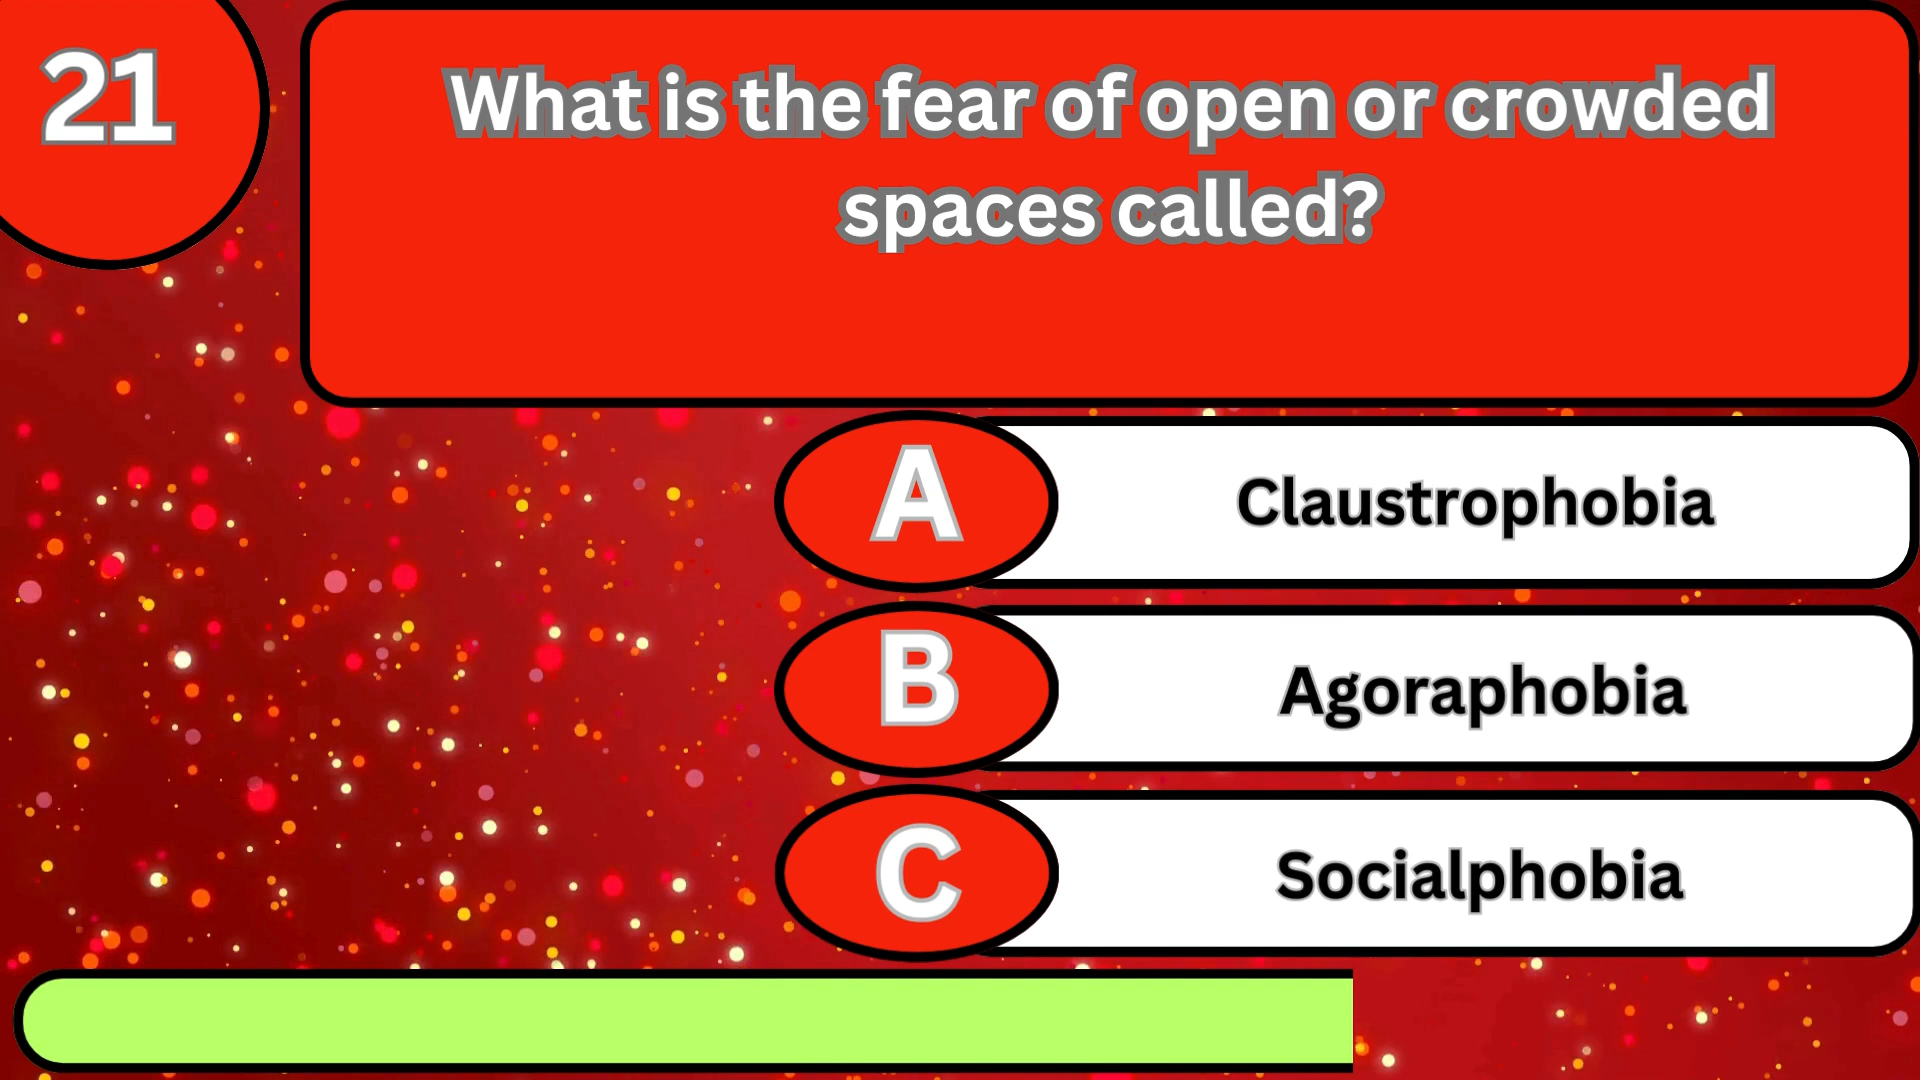 21
What is the fear of open or crowded
spaces called?
A
Claustrophobia
B
Agoraphobia
C
Socialphobia